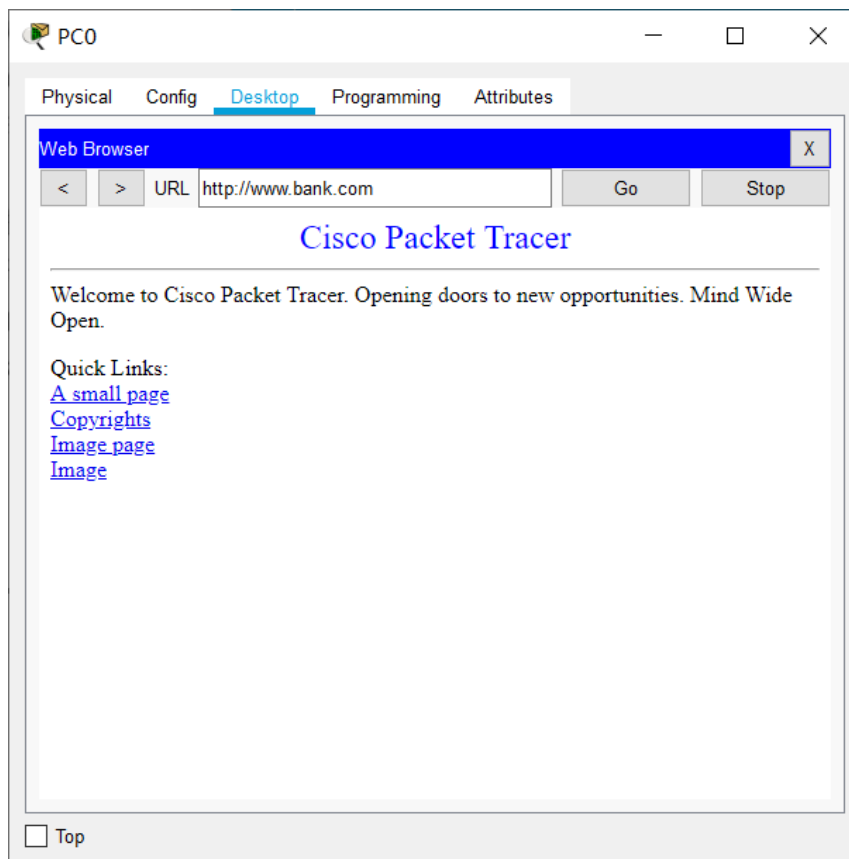 PC0
Physical Config Desktop Programming Attributes
Web Browser X
< > URL http://www.bank.com Go Stop
Cisco Packet Tracer
Welcome to Cisco Packet Tracer. Opening doors to new opportunities. Mind Wide
Open.
Quick Links:
A small page
Copyrights
Image page
Image
Top